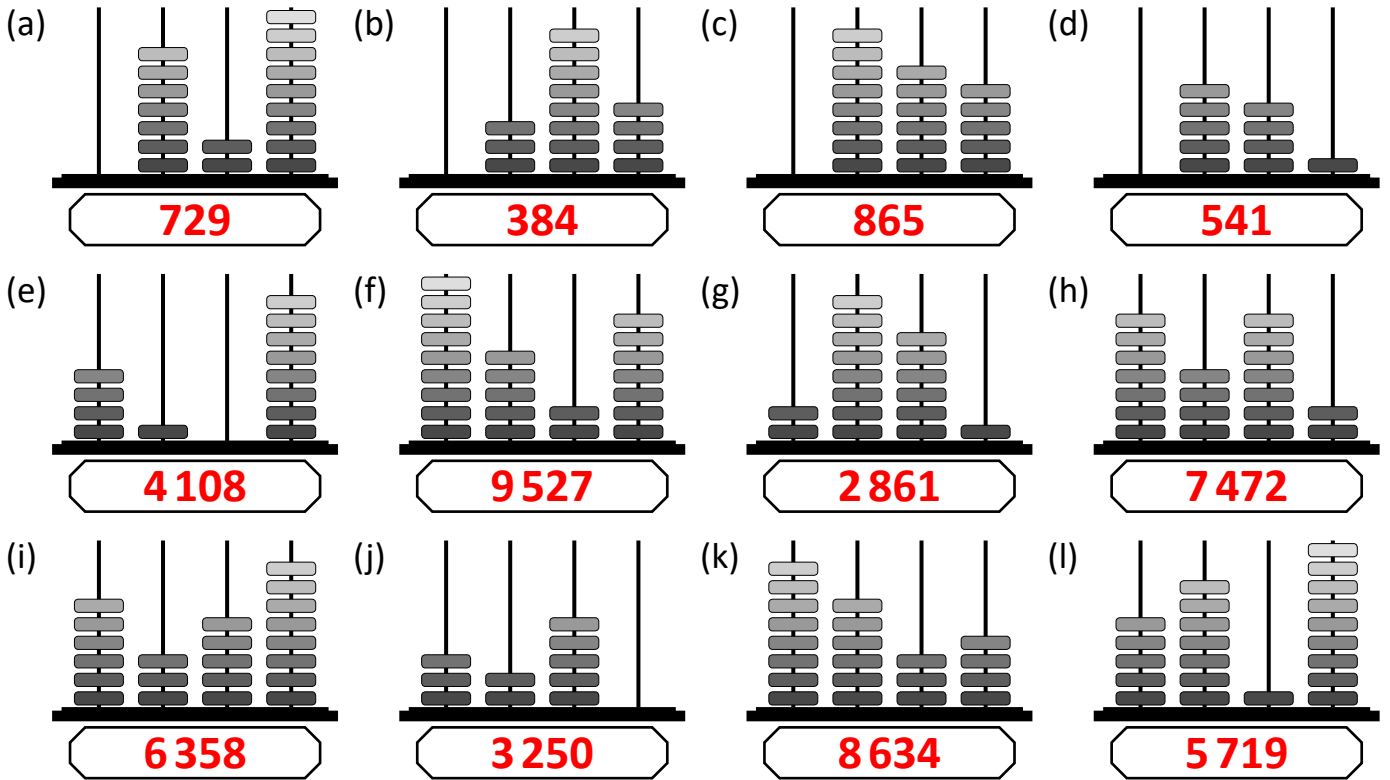 (a) (b) (c) (d)
729 384 865 541
(e) (f) (g) (h)
4 108 9 527 2 861 7 472
(i) (j) (k) (l)
6 358 3 250 8 634 5 719